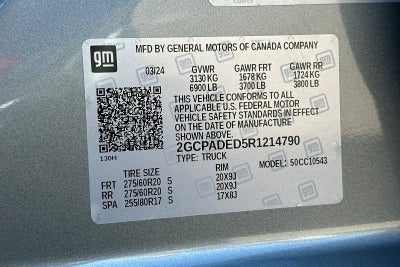 gm
MFD BY GENERAL MOTORS OF CANADA COMPANY
03/24 GVWR GAWR FRT GAWR RR
3130 KG 1678 KG 1724 KG
6900 LB 3700 LB 3800 LB
THIS VEHICLE CONFORMS TO ALL
APPLICABLE U.S. FEDERAL MOTOR
VEHICLE SAFETY STANDARDS IN EFFECT ON
THE DATE OF MANUFACTURE SHOWN ABOVE.
2GCPADED5R1214790
130H TYPE: TRUCK MODEL: 50CC10543
TIRE SIZE RIM
FRT 275/60R20 S 20X9J
RR 275/60R20 S 20X9J
SPA 255/80R17 S 17X8J